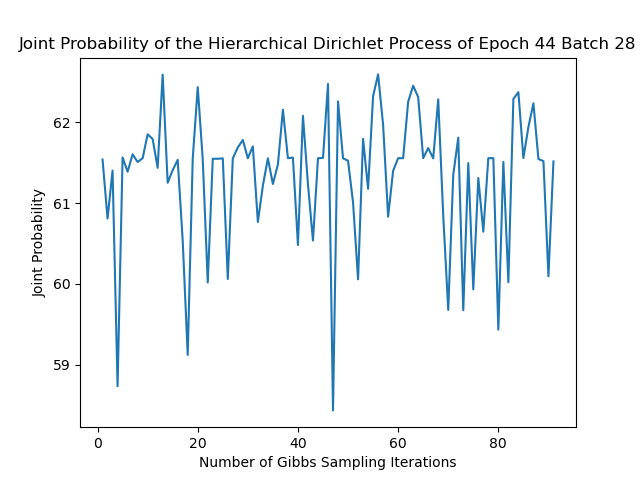 Joint Probability of the Hierarchical Dirichlet Process of Epoch 44 Batch 28
Joint Probability
62
61
60
59
0 20 40 60 80
Number of Gibbs Sampling Iterations